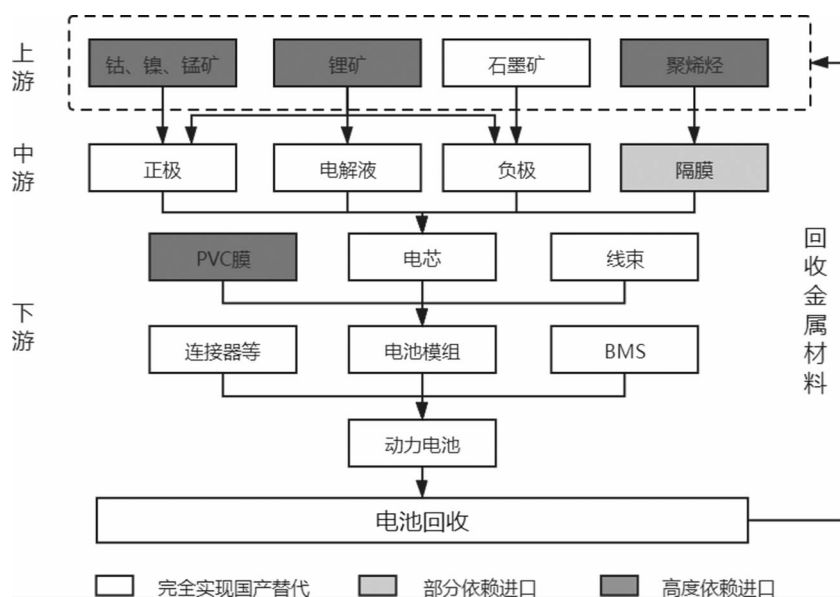 上游
钴、镍、锰矿
锂矿
石墨矿
聚烯烃
中游
正极
电解液
负极
隔膜
下游
PVC膜
电芯
线束
连接器等
电池模组
BMS
动力电池
电池回收
回收金属材料
完全实现国产替代
部分依赖进口
高度依赖进口